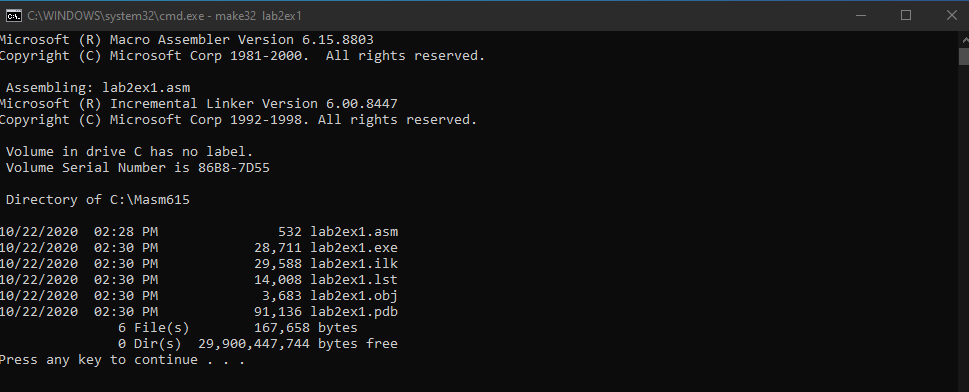 C:\WINDOWS\system32\cmd.exe - make32 lab2ex1
Microsoft (R) Macro Assembler Version 6.15.8803
Copyright (C) Microsoft Corp 1981-2000.  All rights reserved.

 Assembling: lab2ex1.asm
Microsoft (R) Incremental Linker Version 6.00.8447
Copyright (C) Microsoft Corp 1992-1998. All rights reserved.

 Volume in drive C has no label.
 Volume Serial Number is 86B8-7D55

 Directory of C:\Masm615

10/22/2020  02:28 PM               532 lab2ex1.asm
10/22/2020  02:30 PM            28,711 lab2ex1.exe
10/22/2020  02:30 PM            29,588 lab2ex1.ilk
10/22/2020  02:30 PM            14,008 lab2ex1.lst
10/22/2020  02:30 PM             3,683 lab2ex1.obj
10/22/2020  02:30 PM            91,136 lab2ex1.pdb
               6 File(s)        167,658 bytes
               0 Dir(s)  29,900,447,744 bytes free
Press any key to continue . . .